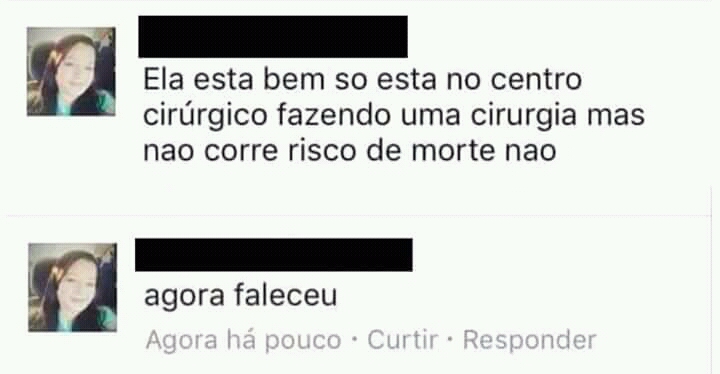 Ela esta bem so esta no centro
cirúrgico fazendo uma cirurgia mas
nao corre risco de morte nao
agora faleceu
Agora há pouco · Curtir · Responder